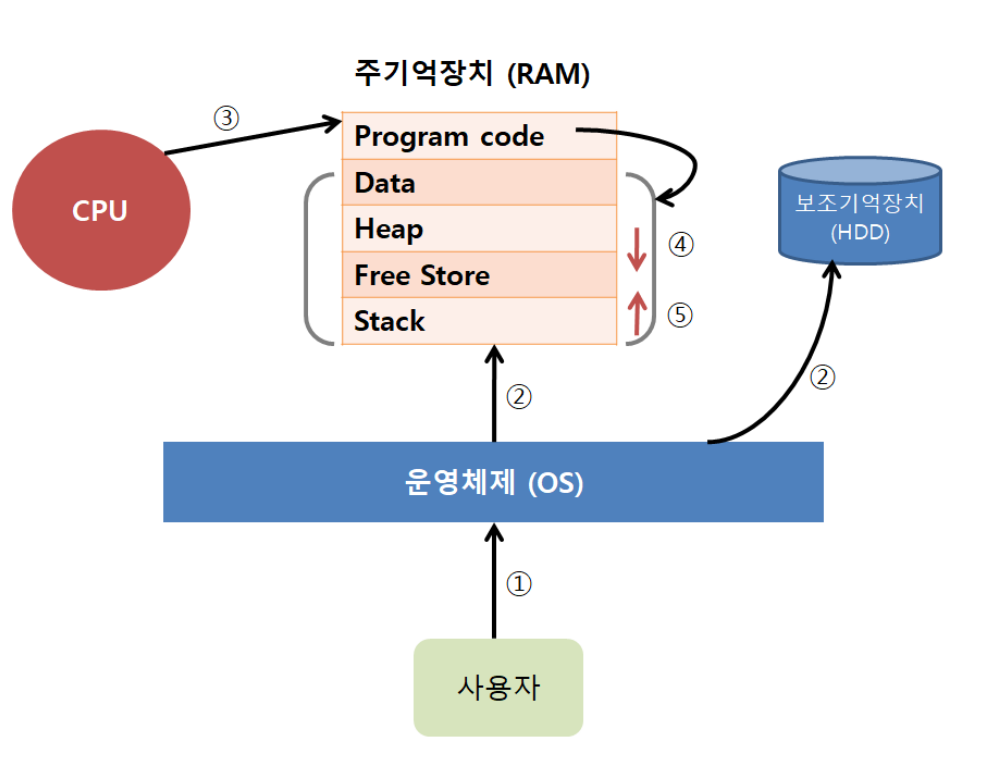 주기억장치 (RAM)
③
Program code
Data
CPU
보조기억장치
(HDD)
Heap
④
Free Store
Stack
⑤
②
②
운영체제 (OS)
①
사용자